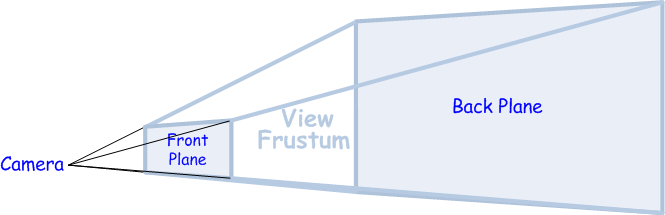 Camera
Front
Plane
View
Frustum
Back Plane